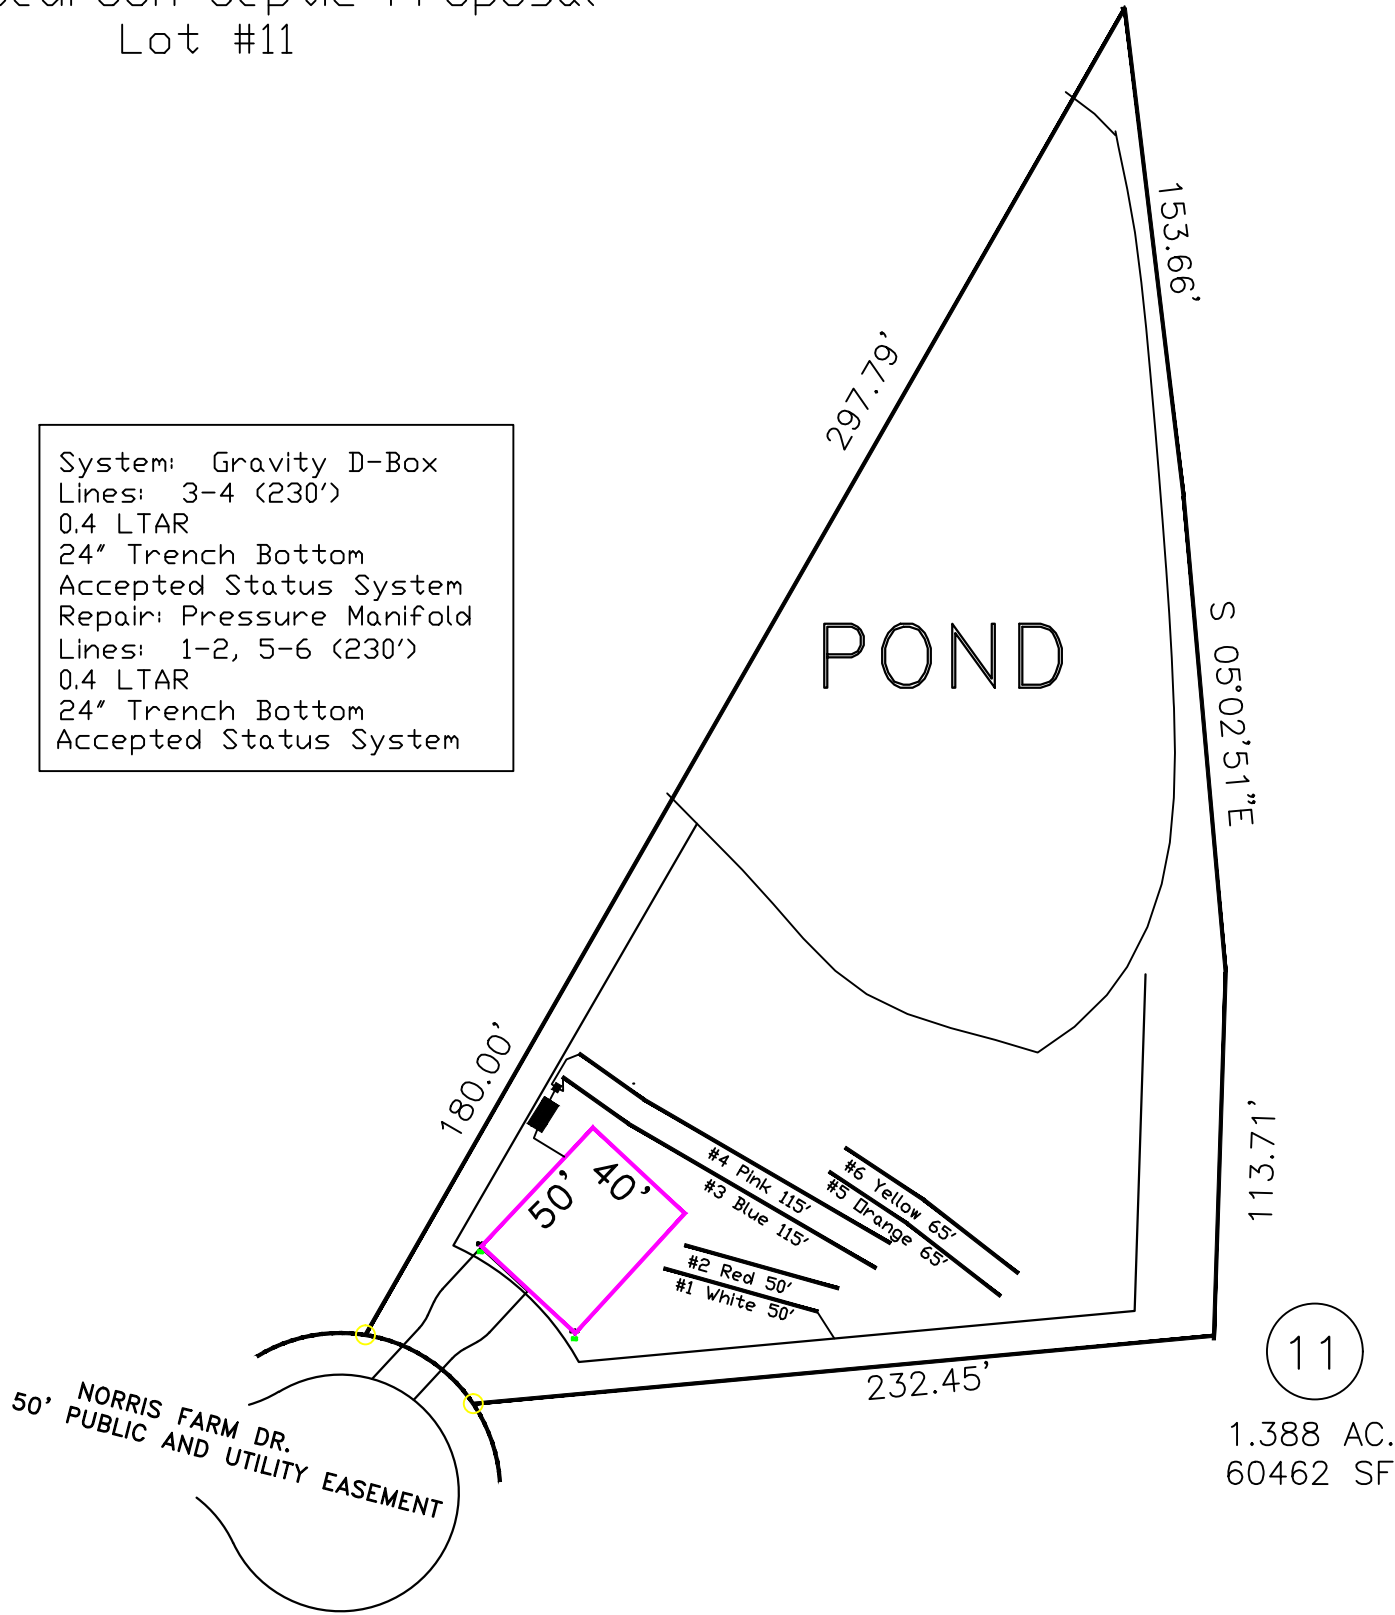 Septic Proposal
Lot #11
153.66'
297.79'
System: Gravity D-Box
Lines: 3-4 (230')
0.4 LTAR
24" Trench Bottom
Accepted Status System
Repair: Pressure Manifold
Lines: 1-2, 5-6 (230')
0.4 LTAR
24" Trench Bottom
Accepted Status System
POND
S 05°02'51"E
180.00'
113.71'
#4 Pink 115'
#3 Blue 115'
#6 Yellow 65'
#5 Orange 65'
40'
50'
#2 Red 50'
#1 White 50'
232.45'
11
1.388 AC.
60462 SF
NORRIS FARM DR.
50' PUBLIC AND UTILITY EASEMENT